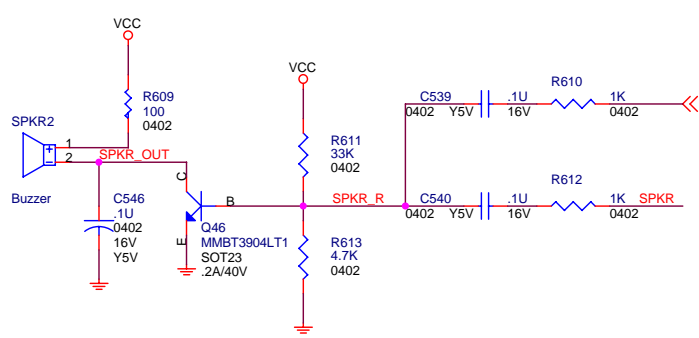 VCC
R609
100
0402
SPKR2
1
+
2
-
SPKR_OUT
Buzzer
C546
.1U
0402
16V
Y5V
C
B
E
Q46
MMBT3904LT1
SOT23
.2A/40V
VCC
R611
33K
0402
SPKR_R
R613
4.7K
0402
C539
.1U
0402
Y5V
16V
R610
1K
0402
C540
.1U
0402
Y5V
16V
R612
1K
0402
SPKR